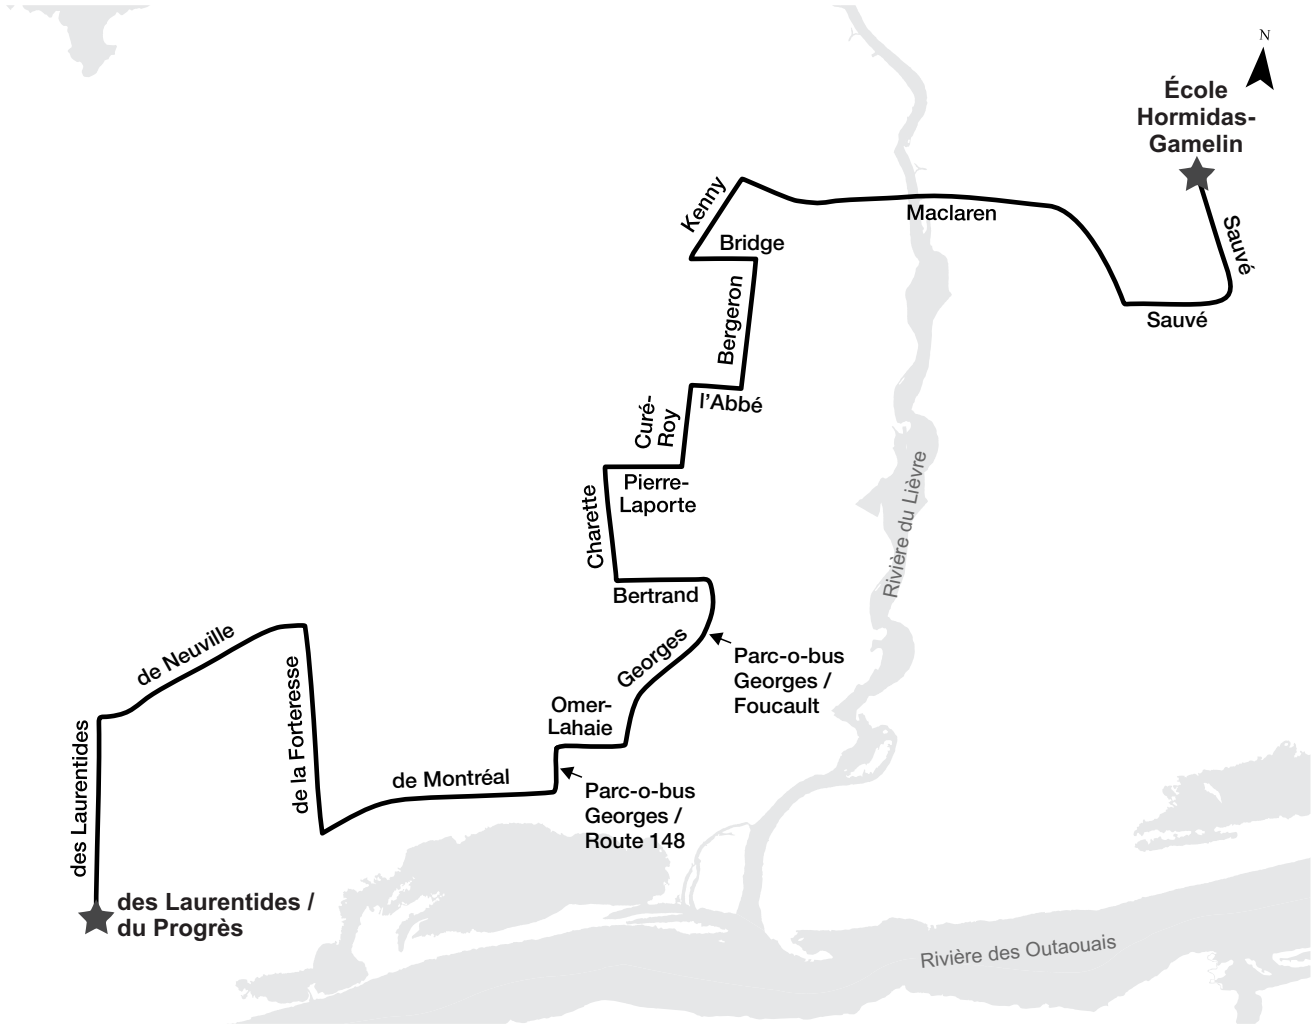 N
École
Hormidas-
Gamelin
Kenny
Maclaren
Sauvé
Bridge
Bergeron
Sauvé
l'Abbé
Curé-
Roy
Pierre-
Laporte
Charette
Rivière du Lièvre
Bertrand
de Neuville
Georges
Parc-o-bus
Georges /
Foucault
de la Forteresse
Omer-
Lahaie
des Laurentides
de Montréal
Parc-o-bus
Georges /
Route 148
des Laurentides /
du Progrès
Rivière des Outaouais